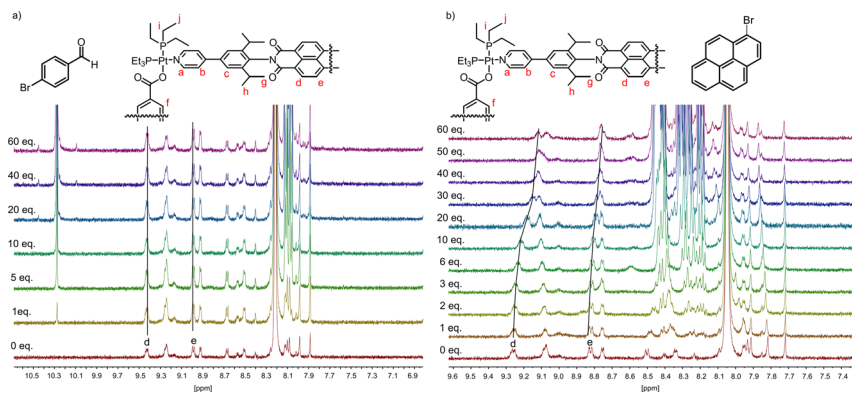 a)
O
H
Br
j
i
P
Et₃P
Pt
N
O
O
a
b
c
g
h
f
O
N
O
d
e
60 eq.
40 eq.
20 eq.
10 eq.
5 eq.
1eq.
0 eq.
d
e
10.5 10.3 10.1 9.9 9.7 9.5 9.3 9.1 8.9 8.7 8.5 8.3 8.1 7.9 7.7 7.5 7.3 7.1 6.9
[ppm]
b)
j
i
P
Et₃P
Pt
N
O
O
a
b
c
g
h
f
O
N
O
d
e
Br
60 eq.
50 eq.
40 eq.
30 eq.
20 eq.
10 eq.
6 eq.
3 eq.
2 eq.
1 eq.
0 eq.
d
e
9.6 9.5 9.4 9.3 9.2 9.1 9.0 8.9 8.8 8.7 8.6 8.5 8.4 8.3 8.2 8.1 8.0 7.9 7.8 7.7 7.6 7.5 7.4
[ppm]